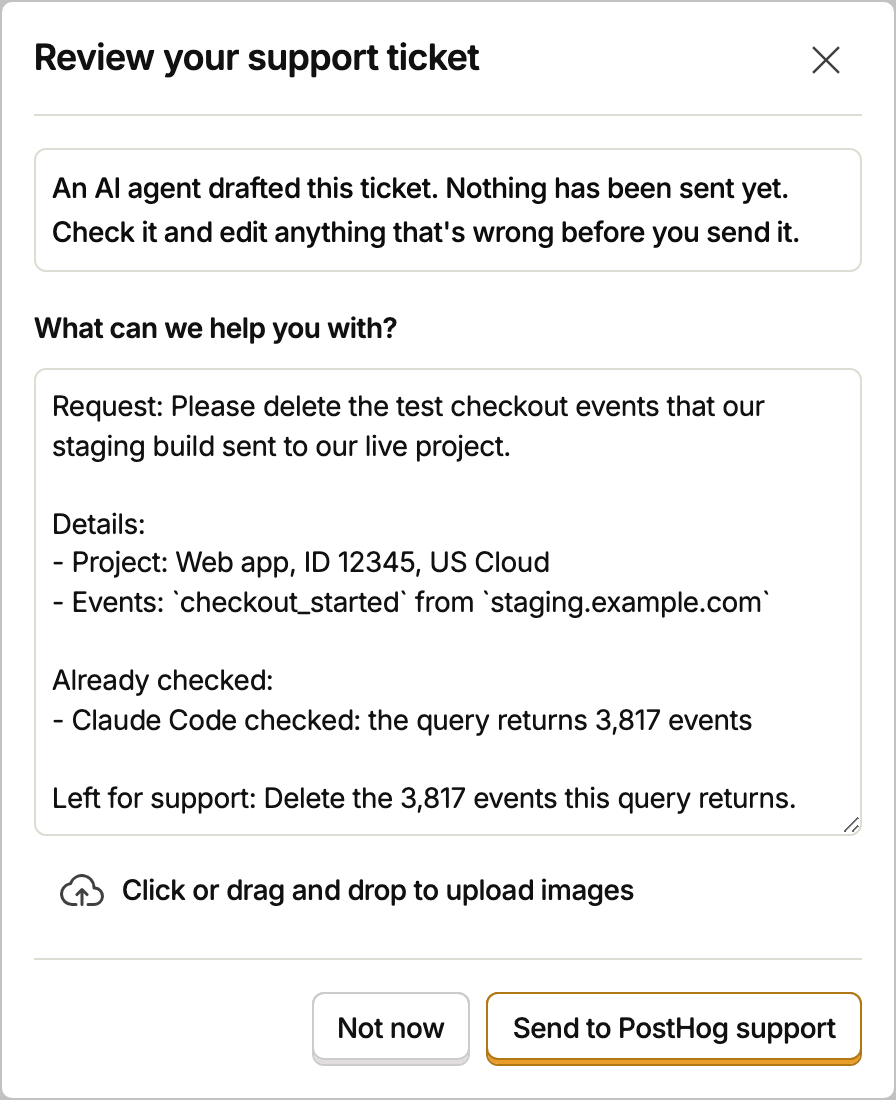 Review your support ticket
An AI agent drafted this ticket. Nothing has been sent yet.
Check it and edit anything that's wrong before you send it.
What can we help you with?
Request: Please delete the test checkout events that our
staging build sent to our live project.
Details:
- Project: Web app, ID 12345, US Cloud
- Events: `checkout_started` from `staging.example.com`
Already checked:
- Claude Code checked: the query returns 3,817 events
Left for support: Delete the 3,817 events this query returns.
Click or drag and drop to upload images
Not now
Send to PostHog support